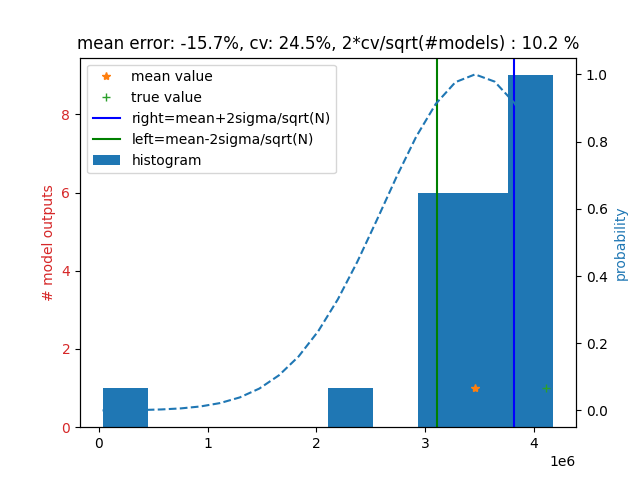 mean error: -15.7%, cv: 24.5%, 2*cv/sqrt(#models) : 10.2 %
mean value
true value
right=mean+2sigma/sqrt(N)
left=mean-2sigma/sqrt(N)
histogram
# model outputs
8
6
4
2
0
1.0
0.8
0.6
0.4
0.2
0.0
probability
0
1
2
3
4
1e6